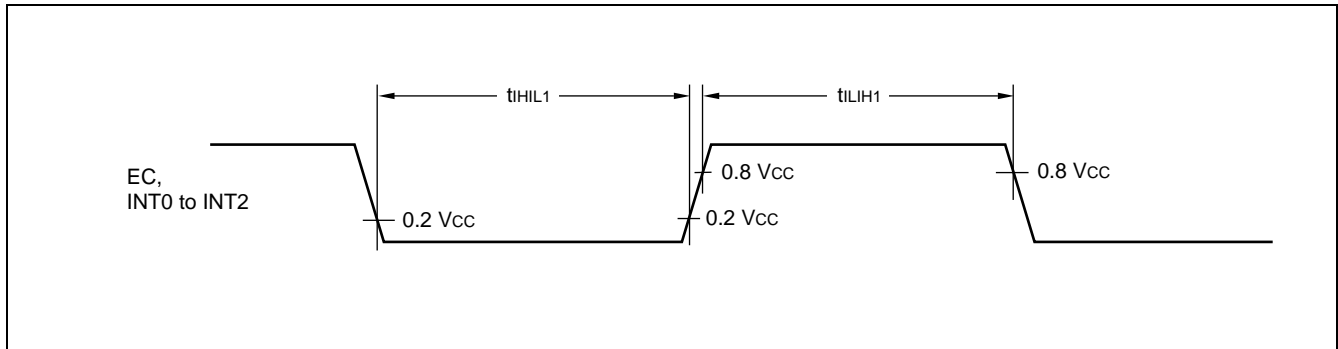 tIHIL1
tILIH1
EC,
INT0 to INT2
0.8 VCC
0.8 VCC
0.2 VCC
0.2 VCC